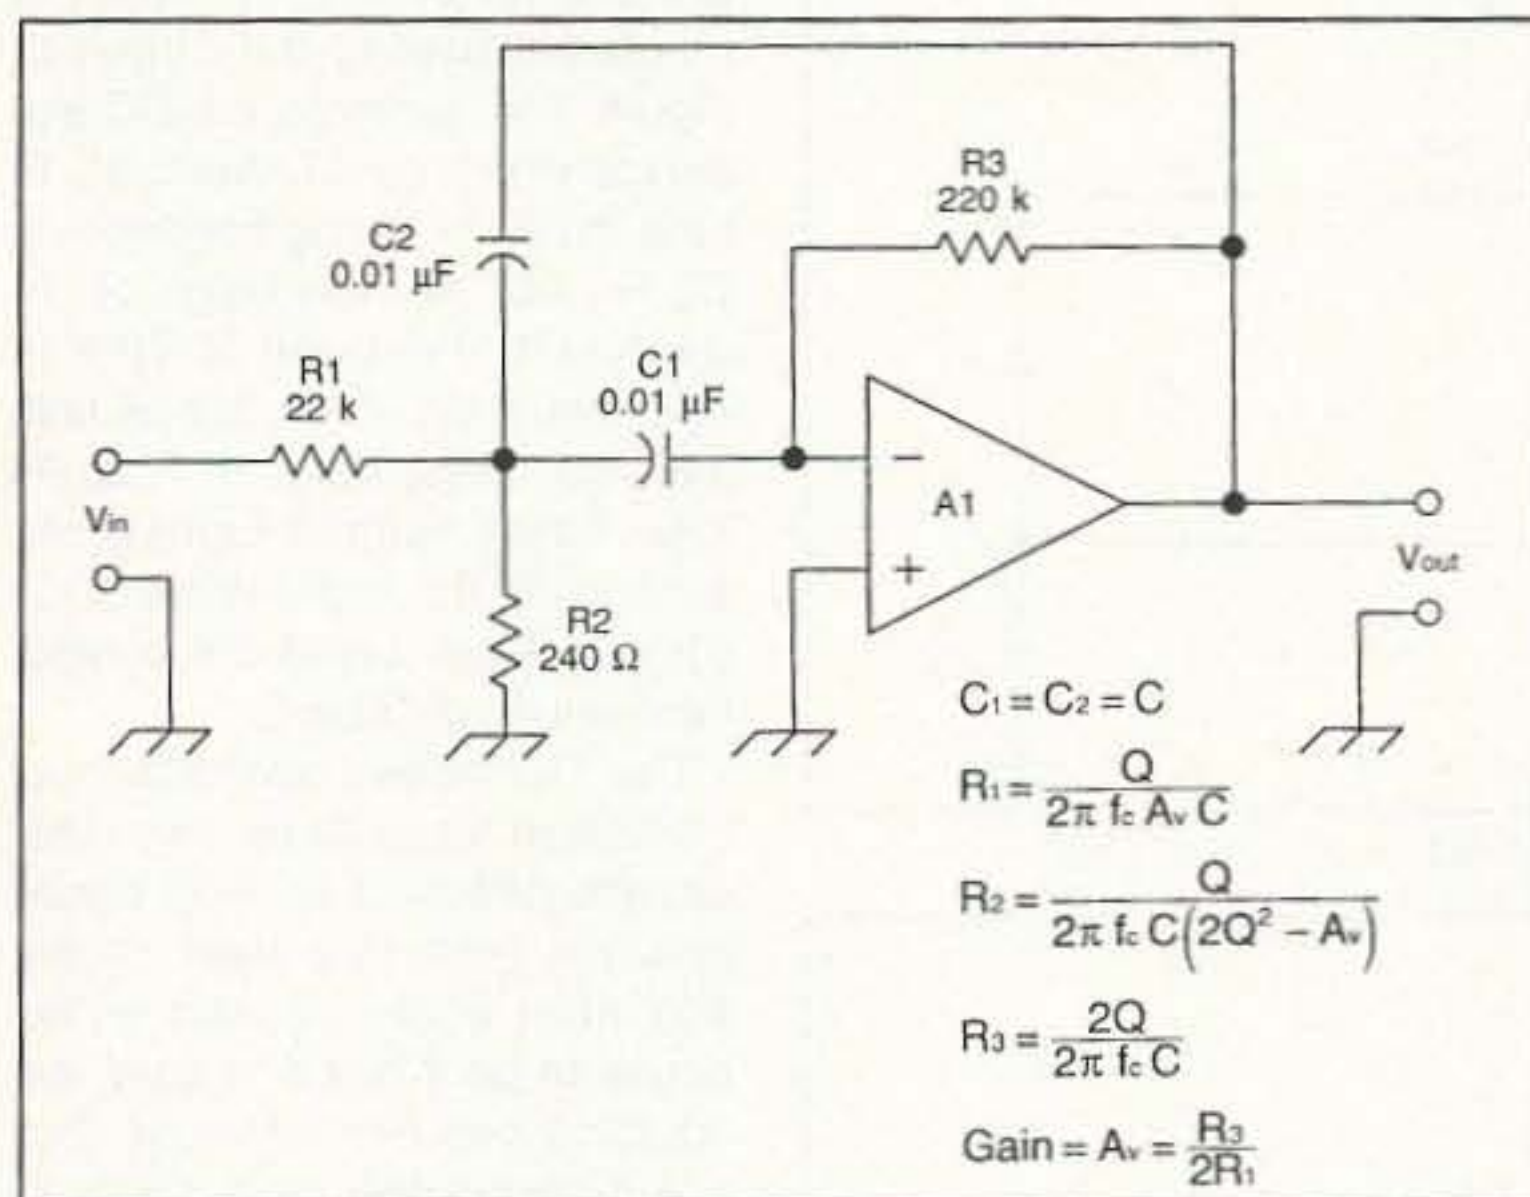 R3
220 k
C2
0.01 µF
R1
22 k
C1
0.01 µF
Vin
−
A1
+
Vout
R2
240 Ω
C₁ = C₂ = C
R₁ = Q / 2π fc Av C
R₂ = Q / 2π fc C(2Q² − Av)
R₃ = 2Q / 2π fc C
Gain = Av = R₃ / 2R₁